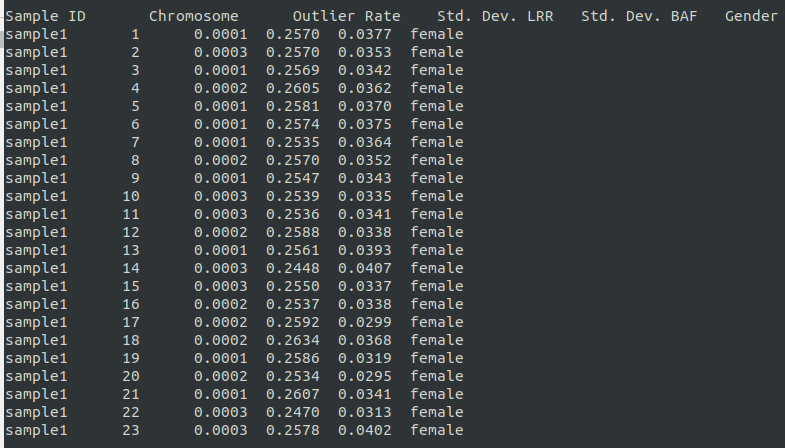 Sample ID Chromosome Outlier Rate Std. Dev. LRR Std. Dev. BAF Gender
sample1 1 0.0001 0.2570 0.0377 female
sample1 2 0.0003 0.2570 0.0353 female
sample1 3 0.0001 0.2569 0.0342 female
sample1 4 0.0002 0.2605 0.0362 female
sample1 5 0.0001 0.2581 0.0370 female
sample1 6 0.0001 0.2574 0.0375 female
sample1 7 0.0001 0.2535 0.0364 female
sample1 8 0.0002 0.2570 0.0352 female
sample1 9 0.0001 0.2547 0.0343 female
sample1 10 0.0003 0.2539 0.0335 female
sample1 11 0.0003 0.2536 0.0341 female
sample1 12 0.0002 0.2588 0.0338 female
sample1 13 0.0001 0.2561 0.0393 female
sample1 14 0.0003 0.2448 0.0407 female
sample1 15 0.0003 0.2550 0.0337 female
sample1 16 0.0002 0.2537 0.0338 female
sample1 17 0.0002 0.2592 0.0299 female
sample1 18 0.0002 0.2634 0.0368 female
sample1 19 0.0001 0.2586 0.0319 female
sample1 20 0.0002 0.2534 0.0295 female
sample1 21 0.0001 0.2607 0.0341 female
sample1 22 0.0003 0.2470 0.0313 female
sample1 23 0.0003 0.2578 0.0402 female